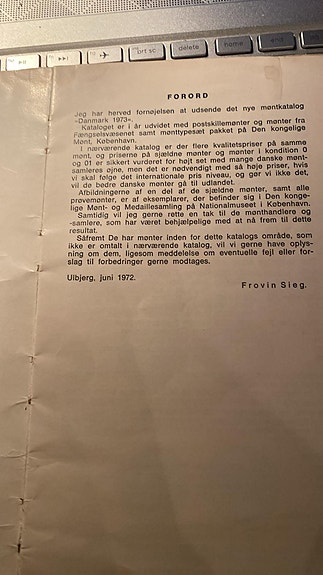 prt sc
delete
home
end
FORORD
Jeg har herved fornøjelsen at udsende det nye møntkatalog
»Danmark 1973«.
Kataloget er i år udvidet med postskillemønter og mønter fra
Fængselsvæsenet samt mønttypesæt pakket på Den kongelige
Mønt, København.
I nærværende katalog er der flere kvalitetspriser på samme
mønt, og priserne på sjældne mønter og mønter i kondition 0
og 01 er sikkert vurderet for højt set med mange danske mønt-
samleres øjne, men det er nødvendigt med så høje priser, hvis
vi skal følge det internationale pris niveau, og gør vi ikke det,
vil de bedre danske mønter gå til udlandet.
Afbildningerne af en del af de sjældne mønter, samt alle
prøvemønter, er af eksemplarer, der befinder sig i Den konge-
lige Mønt- og Medaillesamling på Nationalmuseet i København.
Samtidig vil jeg gerne rette en tak til de mønthandlere og
-samlere, som har været behjælpelige med at nå frem til dette
resultat.
Såfremt De har mønter inden for dette katalogs område, som
ikke er omtalt i nærværende katalog, vil vi gerne have oplys-
ning om dem, ligesom meddelelse om eventuelle fejl eller for-
slag til forbedringer gerne modtages.
Ulbjerg, juni 1972.
Frovin Sieg.